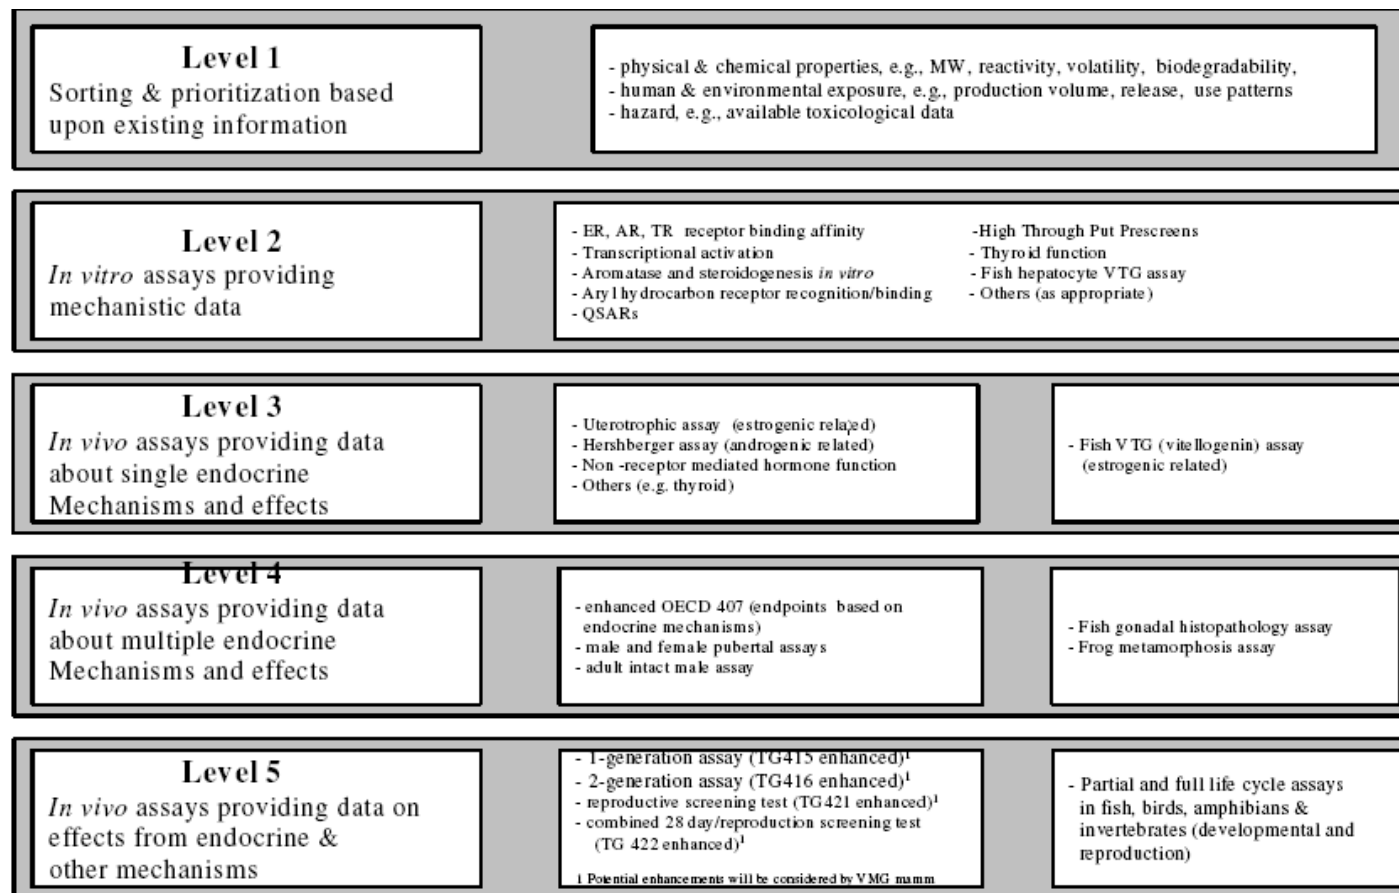 Level 1
Sorting & prioritization based
upon existing information
- physical & chemical properties, e.g., MW, reactivity, volatility, biodegradability,
- human & environmental exposure, e.g., production volume, release, use patterns
- hazard, e.g., available toxicological data
Level 2
In vitro assays providing
mechanistic data
- ER, AR, TR receptor binding affinity
- Transcriptional activation
- Aromatase and steroidogenesis in vitro
- Aryl hydrocarbon receptor recognition/binding
- QSARs
-High Through Put Prescreens
- Thyroid function
- Fish hepatocyte VTG assay
- Others (as appropriate)
Level 3
In vivo assays providing data
about single endocrine
Mechanisms and effects
- Uterotrophic assay (estrogenic related)
- Hershberger assay (androgenic related)
- Non -receptor mediated hormone function
- Others (e.g. thyroid)
- Fish VTG (vitellogenin) assay
(estrogenic related)
Level 4
In vivo assays providing data
about multiple endocrine
Mechanisms and effects
- enhanced OECD 407 (endpoints based on
endocrine mechanisms)
- male and female pubertal assays
- adult intact male assay
- Fish gonadal histopathology assay
- Frog metamorphosis assay
Level 5
In vivo assays providing data on
effects from endocrine &
other mechanisms
- 1-generation assay (TG415 enhanced)1
- 2-generation assay (TG416 enhanced)1
- reproductive screening test (TG421 enhanced)1
- combined 28 day/reproduction screening test
(TG 422 enhanced)1
1 Potential enhancements will be considered by VMG mamm
- Partial and full life cycle assays
in fish, birds, amphibians &
invertebrates (developmental and
reproduction)